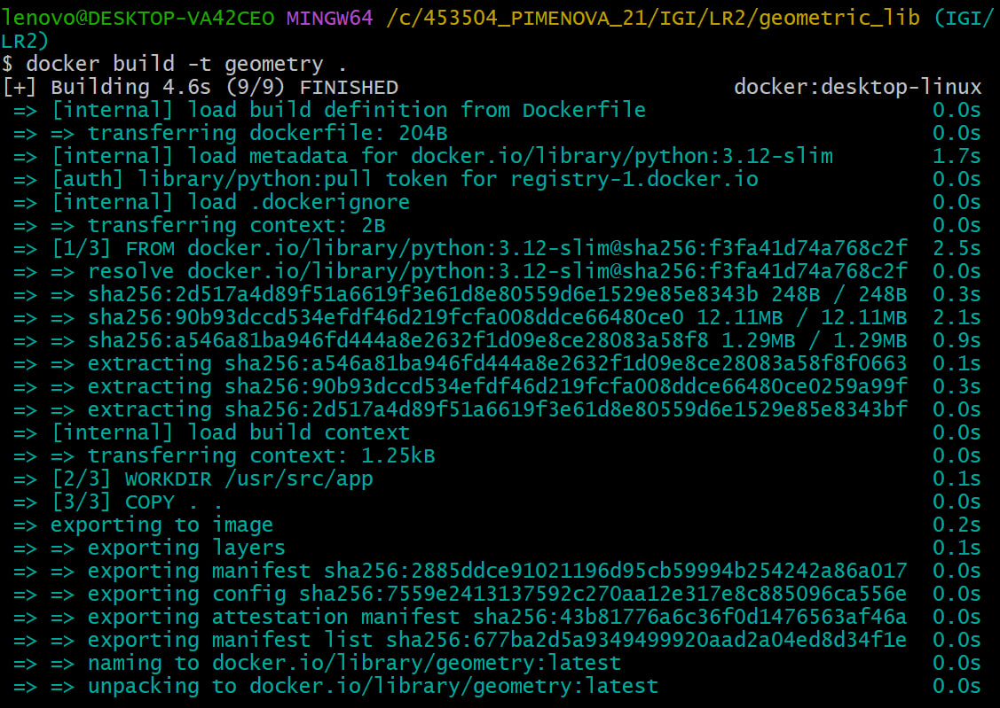 lenovo@DESKTOP-VA42CEO MINGW64 /c/453504_PIMENOVA_21/IGI/LR2/geometric_lib (IGI/
LR2)
$ docker build -t geometry .
[+] Building 4.6s (9/9) FINISHED docker:desktop-linux
=> [internal] load build definition from Dockerfile 0.0s
=> => transferring dockerfile: 204B 0.0s
=> [internal] load metadata for docker.io/library/python:3.12-slim 1.7s
=> [auth] library/python:pull token for registry-1.docker.io 0.0s
=> [internal] load .dockerignore 0.0s
=> => transferring context: 2B 0.0s
=> [1/3] FROM docker.io/library/python:3.12-slim@sha256:f3fa41d74a768c2f 2.5s
=> => resolve docker.io/library/python:3.12-slim@sha256:f3fa41d74a768c2f 0.0s
=> => sha256:2d517a4d89f51a6619f3e61d8e80559d6e1529e85e8343b 248B / 248B 0.3s
=> => sha256:90b93dccd534efdf46d219fcfa008ddce66480ce0 12.11MB / 12.11MB 2.1s
=> => sha256:a546a81ba946fd444a8e2632f1d09e8ce28083a58f8 1.29MB / 1.29MB 0.9s
=> => extracting sha256:a546a81ba946fd444a8e2632f1d09e8ce28083a58f8f0663 0.1s
=> => extracting sha256:90b93dccd534efdf46d219fcfa008ddce66480ce0259a99f 0.3s
=> => extracting sha256:2d517a4d89f51a6619f3e61d8e80559d6e1529e85e8343bf 0.0s
=> [internal] load build context 0.0s
=> => transferring context: 1.25kB 0.0s
=> [2/3] WORKDIR /usr/src/app 0.1s
=> [3/3] COPY . . 0.0s
=> exporting to image 0.2s
=> => exporting layers 0.1s
=> => exporting manifest sha256:2885ddce91021196d95cb59994b254242a86a017 0.0s
=> => exporting config sha256:7559e2413137592c270aa12e317e8c885096ca556e 0.0s
=> => exporting attestation manifest sha256:43b81776a6c36f0d1476563af46a 0.0s
=> => exporting manifest list sha256:677ba2d5a9349499920aad2a04ed8d34f1e 0.0s
=> => naming to docker.io/library/geometry:latest 0.0s
=> => unpacking to docker.io/library/geometry:latest 0.0s